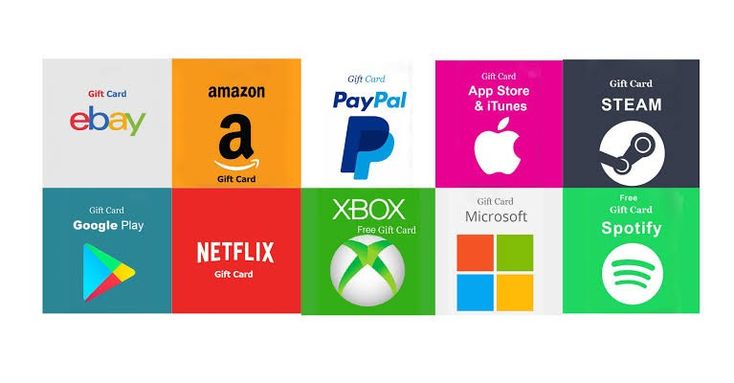 Gift Card
ebay
amazon
a
Gift Card
Gift Card
PayPal
Gift Card
App Store
& iTunes
Gift Card
STEAM
Gift Card
Google Play
NETFLIX
Gift Card
XBOX
Free Gift Card
Gift Card
Microsoft
Free
Gift Card
Spotify